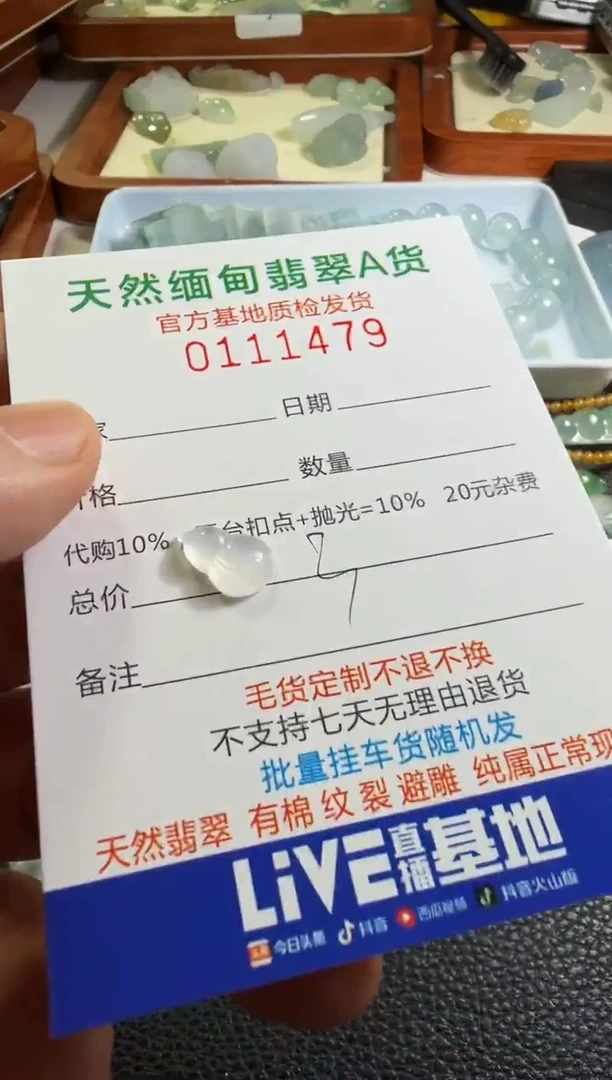 天然缅甸翡翠A货
官方基地质检发货
0111479
日期
格 数量
代购10% 台扣点+抛光=10% 20元杂费
总价
备注
毛货定制不退不换
不支持七天无理由退货
批量挂车货随机发
天然翡翠 有棉 纹 裂 避雕 纯属正常现
LiVE直播基地
今日头条 抖音 西瓜视频 抖音火山版